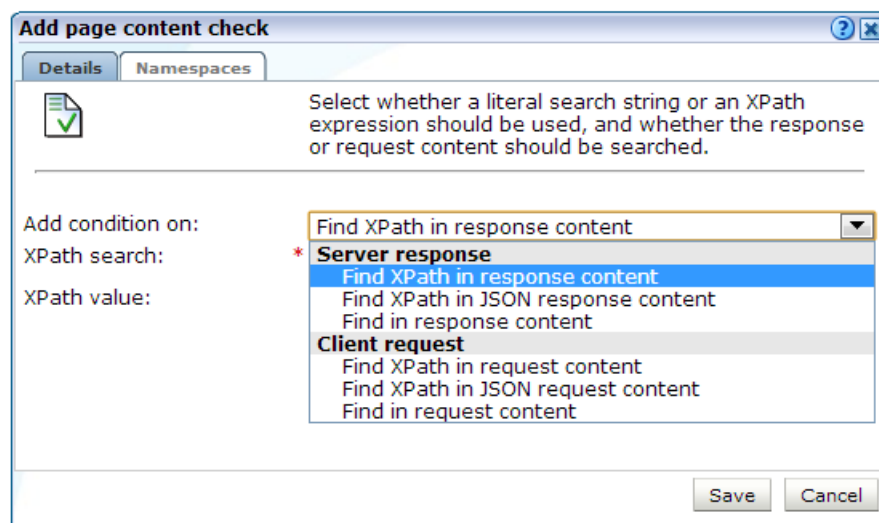 Add page content check
Details
Namespaces
Select whether a literal search string or an XPath
expression should be used, and whether the response
or request content should be searched.
Add condition on:
Find XPath in response content
XPath search:
*
Server response
Find XPath in response content
XPath value:
Find XPath in JSON response content
Find in response content
Client request
Find XPath in request content
Find XPath in JSON request content
Find in request content
Save
Cancel